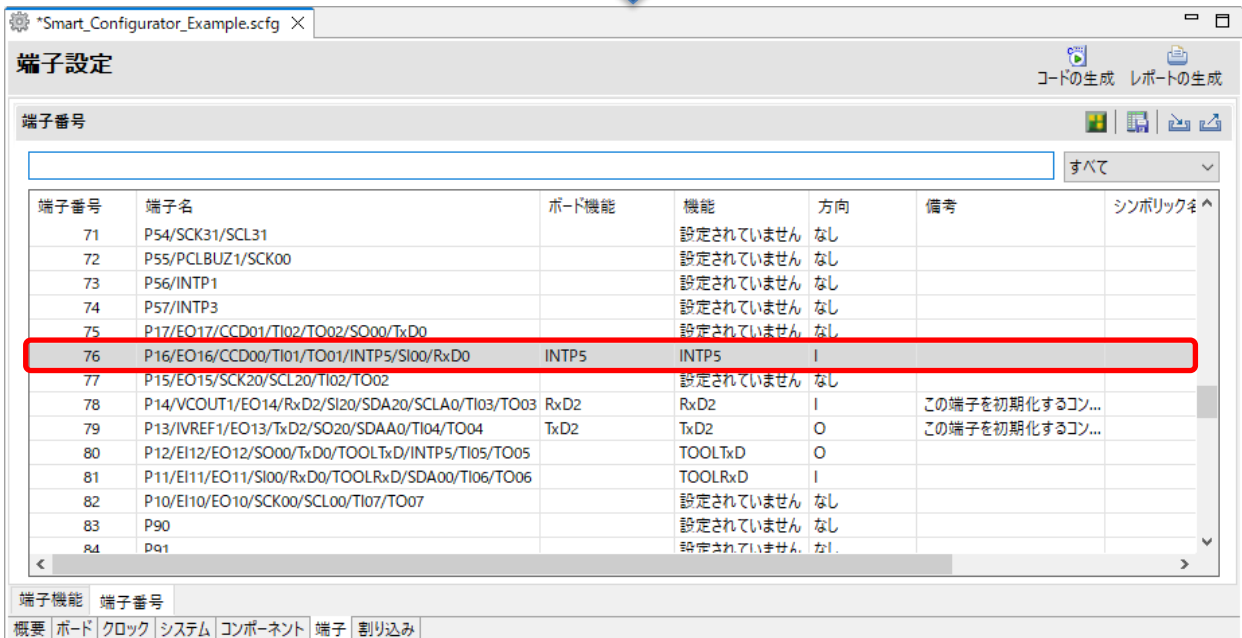 *Smart_Configurator_Example.scfg
端子設定
コードの生成 レポートの生成
端子番号
すべて
端子番号 端子名 ボード機能 機能 方向 備考 シンボリック名
71 P54/SCK31/SCL31 設定されていません なし
72 P55/PCLBUZ1/SCK00 設定されていません なし
73 P56/INTP1 設定されていません なし
74 P57/INTP3 設定されていません なし
75 P17/EO17/CCD01/TI02/TO02/SO00/TxD0 設定されていません なし
76 P16/EO16/CCD00/TI01/TO01/INTP5/SI00/RxD0 INTP5 INTP5 I
77 P15/EO15/SCK20/SCL20/TI02/TO02 設定されていません なし
78 P14/VCOUT1/EO14/RxD2/SI20/SDA20/SCLA0/TI03/TO03 RxD2 RxD2 I この端子を初期化するコン...
79 P13/IVREF1/EO13/TxD2/SO20/SDAA0/TI04/TO04 TxD2 TxD2 O この端子を初期化するコン...
80 P12/EI12/EO12/SO00/TxD0/TOOLTxD/INTP5/TI05/TO05 TOOLTxD O
81 P11/EI11/EO11/SI00/RxD0/TOOLRxD/SDA00/TI06/TO06 TOOLRxD I
82 P10/EI10/EO10/SCK00/SCL00/TI07/TO07 設定されていません なし
83 P90 設定されていません なし
84 P91 設定されていません なし
端子機能 端子番号
概要 ボード クロック システム コンポーネント 端子 割り込み